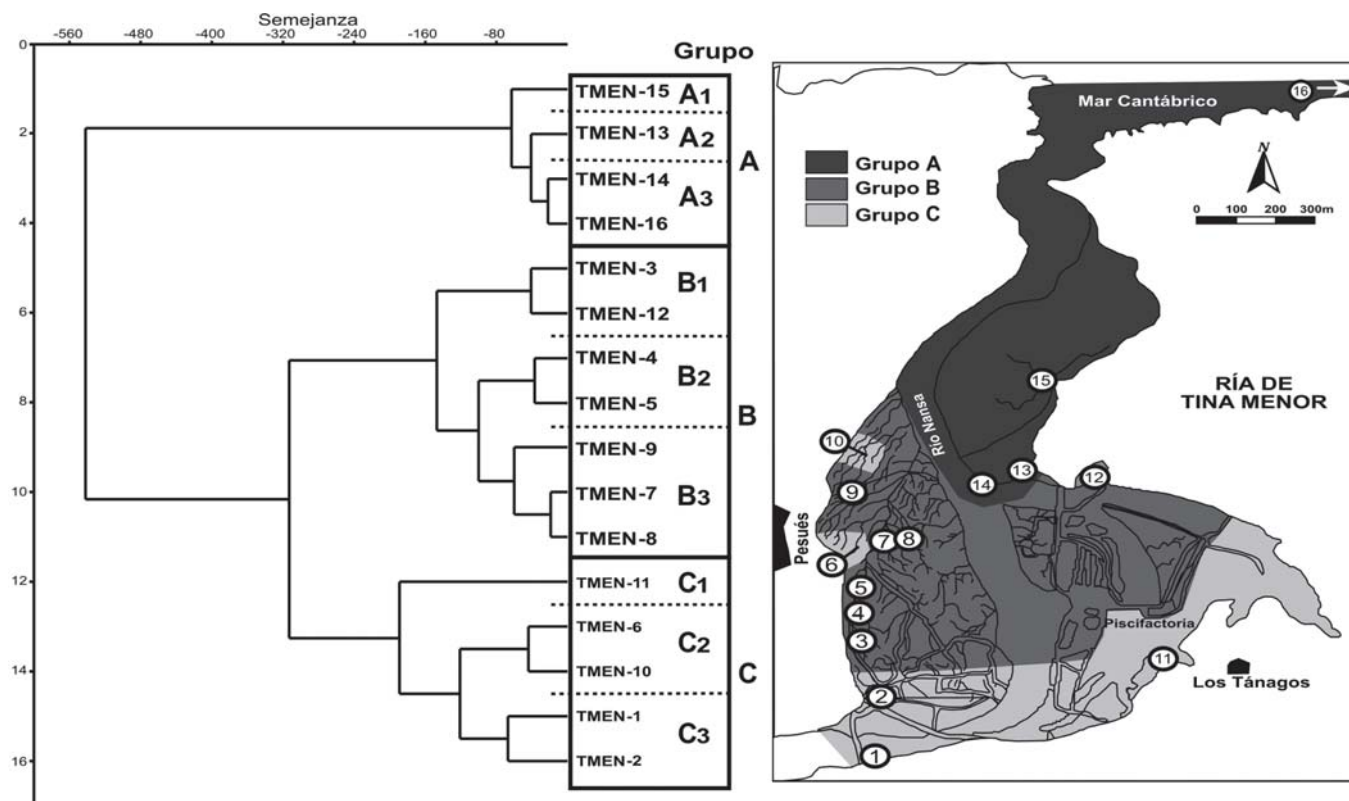 Semejanza
-560 -480 -400 -312 -240 -160 -80
Grupo
0
2
4
6
8
10
12
14
16
TMEN-15 A1
TMEN-13 A2
TMEN-14
A3
TMEN-16
A
TMEN-3
B1
TMEN-12
TMEN-4
B2
TMEN-5
B
TMEN-9
TMEN-7
B3
TMEN-8
TMEN-11 C1
TMEN-6
C2
TMEN-10
C
TMEN-1
C3
TMEN-2
Mar Cantábrico
16
Grupo A
Grupo B
Grupo C
N
0 100 200 300m
RÍA DE
TINA MENOR
Río Nansa
15
10
13
14
12
9
7
8
Pesués
6
5
4
3
Piscifactoría
11
Los Tánagos
2
1